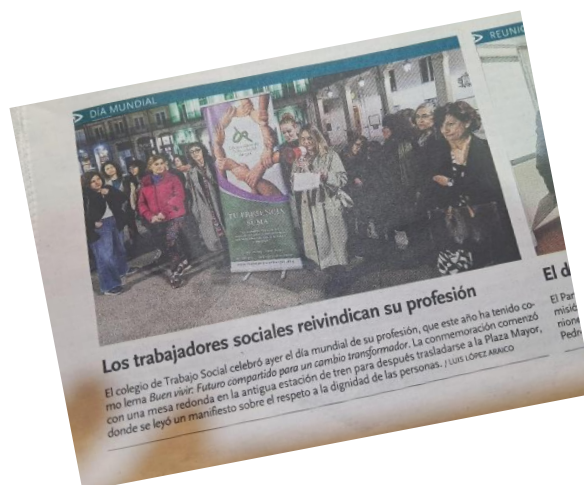 DÍA MUNDIAL
REUNIÓ
TU PRESENCIA
SUMA
Los trabajadores sociales reivindican su profesión
El colegio de Trabajo Social celebró ayer el día mundial de su profesión, que este año ha tenido co-
mo lema Buen vivir: Futuro compartido para un cambio transformador. La conmemoración comenzó
con una mesa redonda en la antigua estación de tren para después trasladarse a la Plaza Mayor,
donde se leyó un manifiesto sobre el respeto a la dignidad de las personas. / LUIS LÓPEZ ARAICO
El d
El Par
misió
nione
Pedr